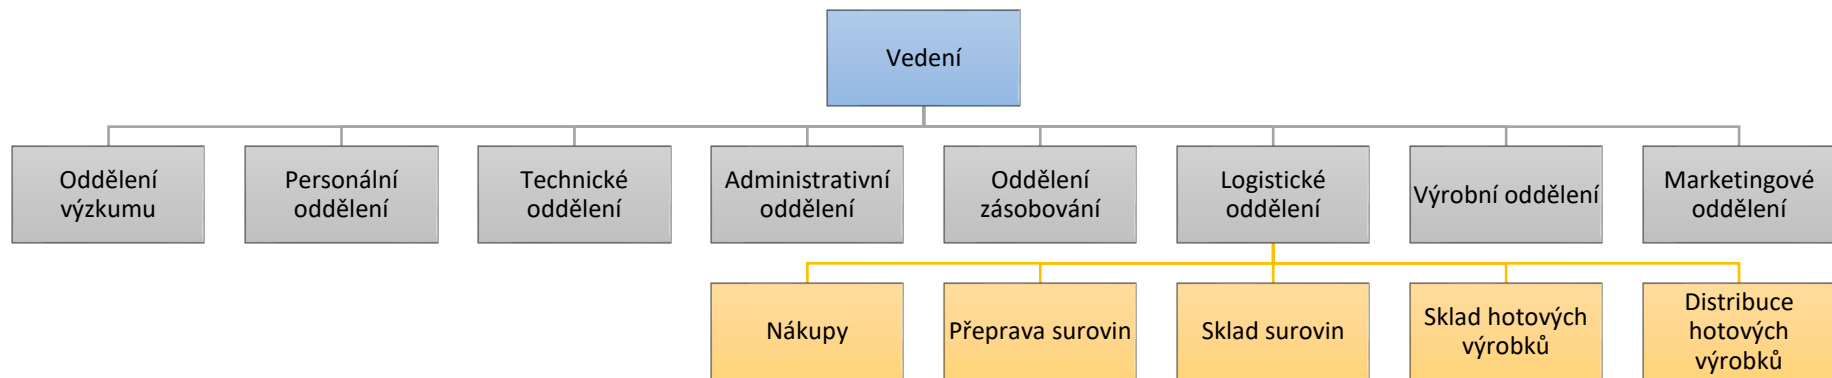 Vedení
Oddělení
výzkumu
Personální
oddělení
Technické
oddělení
Administrativní
oddělení
Oddělení
zásobování
Logistické
oddělení
Výrobní oddělení
Marketingové
oddělení
Nákupy
Přeprava surovin
Sklad surovin
Sklad hotových
výrobků
Distribuce
hotových
výrobků